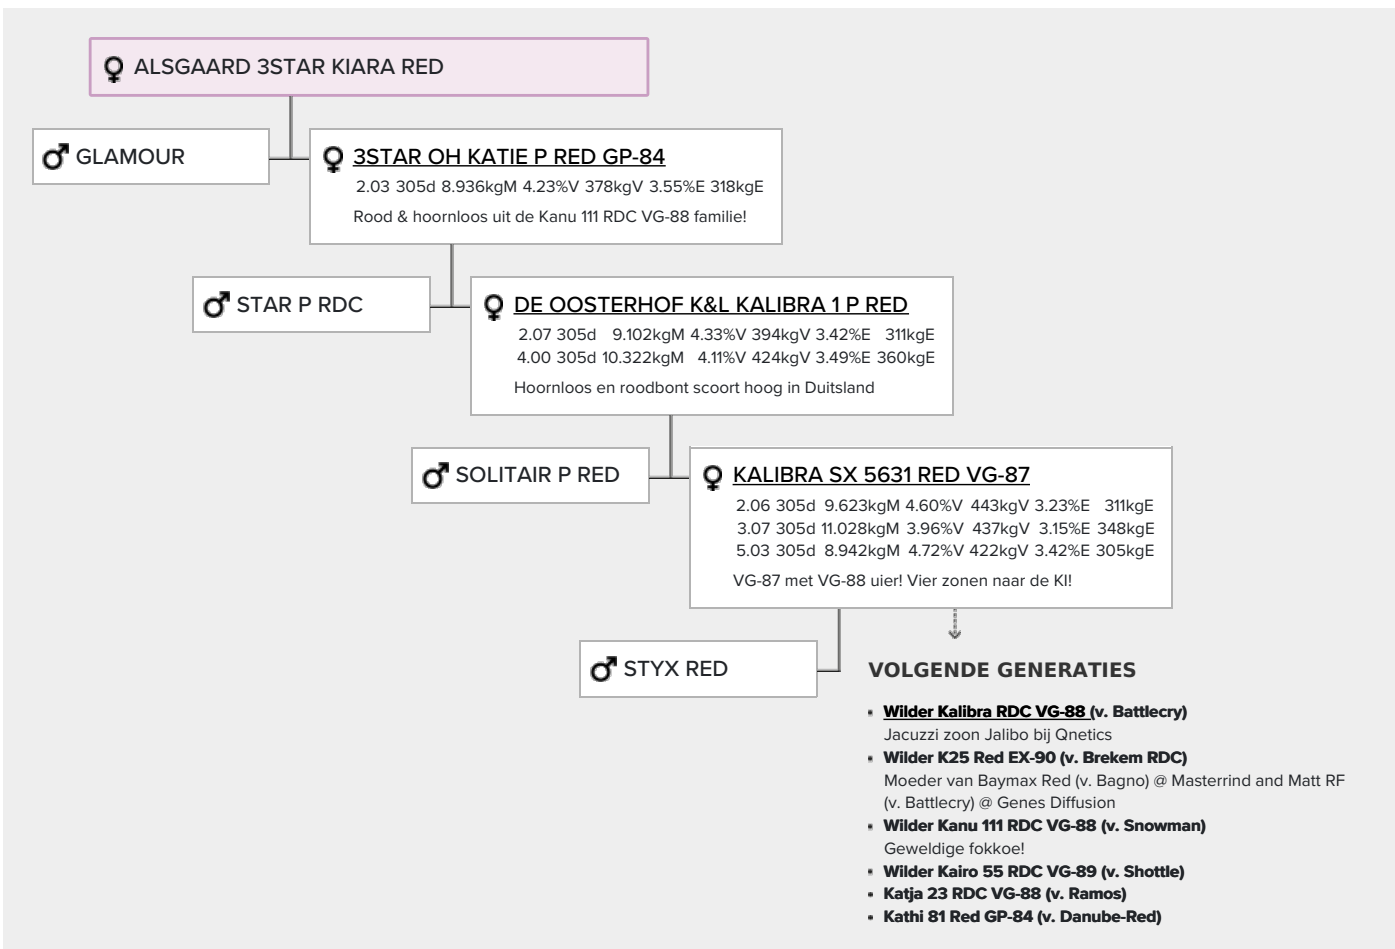 ALSGAARD 3STAR KIARA RED
GLAMOUR
3STAR OH KATIE P RED GP-84
2.03 305d 8.936kgM 4.23%V 378kgV 3.55%E 318kgE
Rood & hoornloos uit de Kanu 111 RDC VG-88 familie!
STAR P RDC
DE OOSTERHOF K&L KALIBRA 1 P RED
2.07 305d 9.102kgM 4.33%V 394kgV 3.42%E 311kgE
4.00 305d 10.322kgM 4.11%V 424kgV 3.49%E 360kgE
Hoornloos en roodbont scoort hoog in Duitsland
SOLITAIR P RED
KALIBRA SX 5631 RED VG-87
2.06 305d 9.623kgM 4.60%V 443kgV 3.23%E 311kgE
3.07 305d 11.028kgM 3.96%V 437kgV 3.15%E 348kgE
5.03 305d 8.942kgM 4.72%V 422kgV 3.42%E 305kgE
VG-87 met VG-88 uier! Vier zonen naar de KI!
STYX RED
VOLGENDE GENERATIES
▪ Wilder Kalibra RDC VG-88 (v. Battlecry)
Jacuzzi zoon Jalibo bij Qnetics
▪ Wilder K25 Red EX-90 (v. Brekem RDC)
Moeder van Baymax Red (v. Bagno) @ Masterrind and Matt RF
(v. Battlecry) @ Genes Diffusion
▪ Wilder Kanu 111 RDC VG-88 (v. Snowman)
Geweldige fokkoe!
▪ Wilder Kairo 55 RDC VG-89 (v. Shottle)
▪ Katja 23 RDC VG-88 (v. Ramos)
▪ Kathi 81 Red GP-84 (v. Danube-Red)